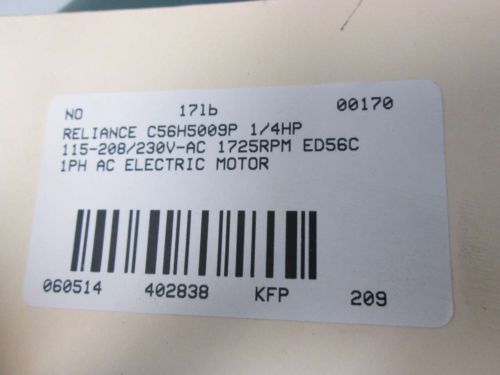 NO 17lb 00170
RELIANCE C56H5009P 1/4HP
115-208/230V-AC 1725RPM ED56C
1PH AC ELECTRIC MOTOR
060514 402838 KFP 209